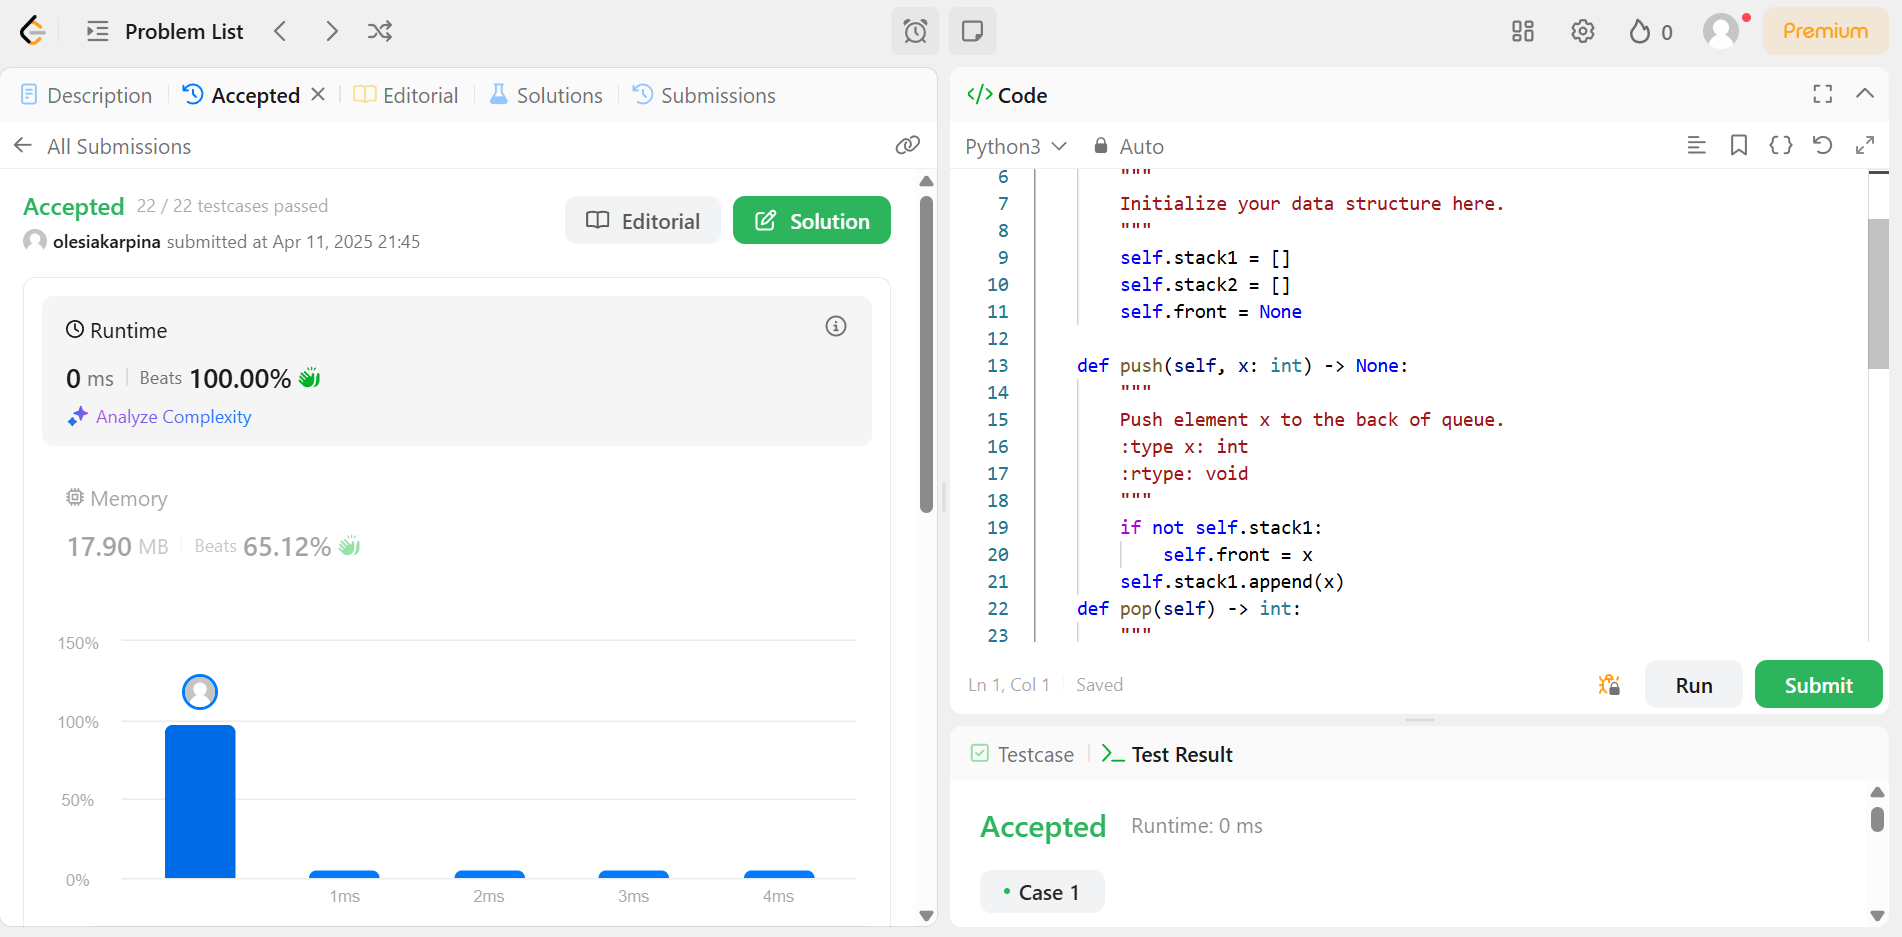 Problem List
0
Premium
Description
Accepted
Editorial
Solutions
Submissions
All Submissions
Accepted 22 / 22 testcases passed
olesiakarpina submitted at Apr 11, 2025 21:45
Editorial
Solution
Runtime
0 ms Beats 100.00%
Analyze Complexity
Memory
17.90 MB Beats 65.12%
150%
100%
50%
0%
1ms 2ms 3ms 4ms
</> Code
Python3 Auto
6 """
7 Initialize your data structure here.
8 """
9 self.stack1 = []
10 self.stack2 = []
11 self.front = None
12
13 def push(self, x: int) -> None:
14 """
15 Push element x to the back of queue.
16 :type x: int
17 :rtype: void
18 """
19 if not self.stack1:
20 self.front = x
21 self.stack1.append(x)
22 def pop(self) -> int:
23 """
Ln 1, Col 1 Saved
Run
Submit
Testcase
Test Result
Accepted Runtime: 0 ms
Case 1